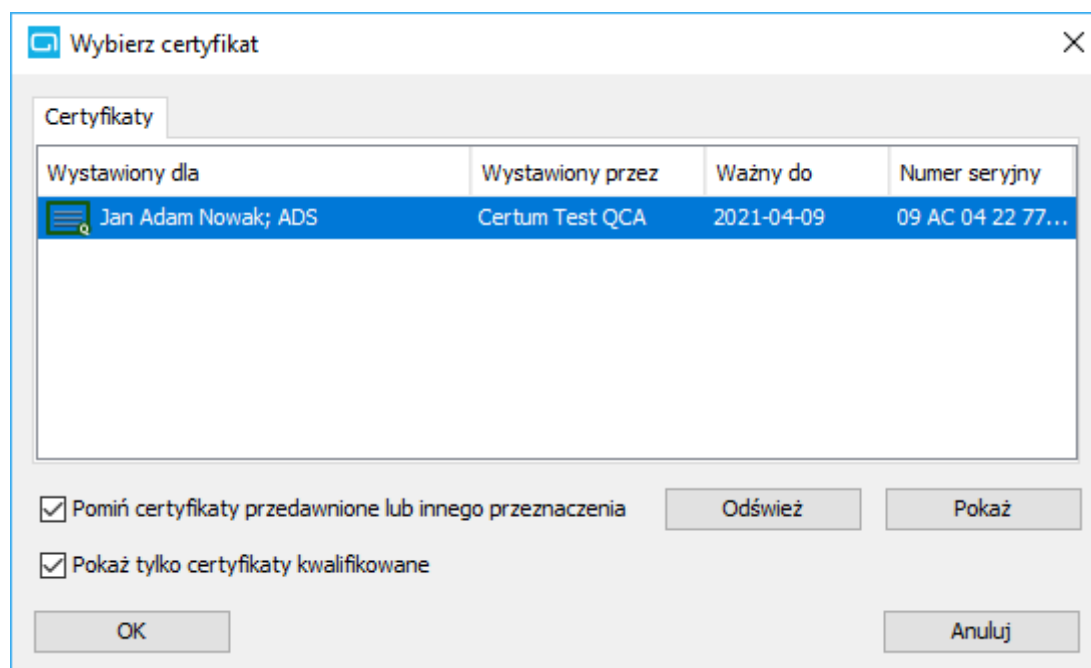 Wybierz certyfikat
Certyfikaty
Wystawiony dla Wystawiony przez Ważny do Numer seryjny
Jan Adam Nowak; ADS Certum Test QCA 2021-04-09 09 AC 04 22 77...
Pomiń certyfikaty przedawnione lub innego przeznaczenia Odśwież Pokaż
Pokaż tylko certyfikaty kwalifikowane
OK Anuluj